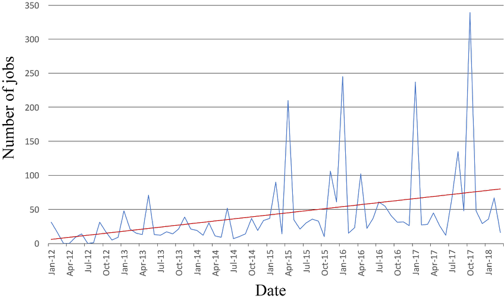 Number of jobs
350
300
250
200
150
100
50
0
Jan-12
Apr-12
Jul-12
Oct-12
Jan-13
Apr-13
Jul-13
Oct-13
Jan-14
Apr-14
Jul-14
Oct-14
Jan-15
Apr-15
Jul-15
Oct-15
Jan-16
Apr-16
Jul-16
Oct-16
Jan-17
Apr-17
Jul-17
Oct-17
Jan-18
Date